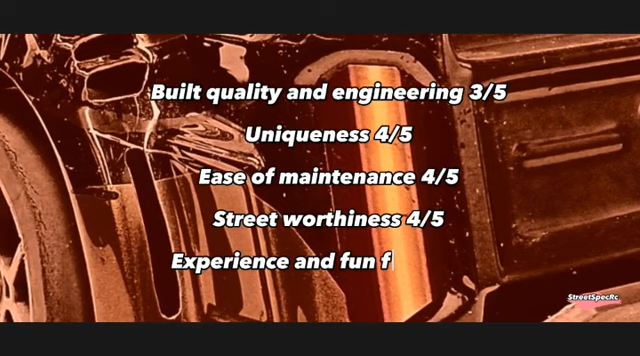 Built quality and engineering 3/5
Uniqueness 4/5
Ease of maintenance 4/5
Street worthiness 4/5
Experience and fun f
StreetSpecRc